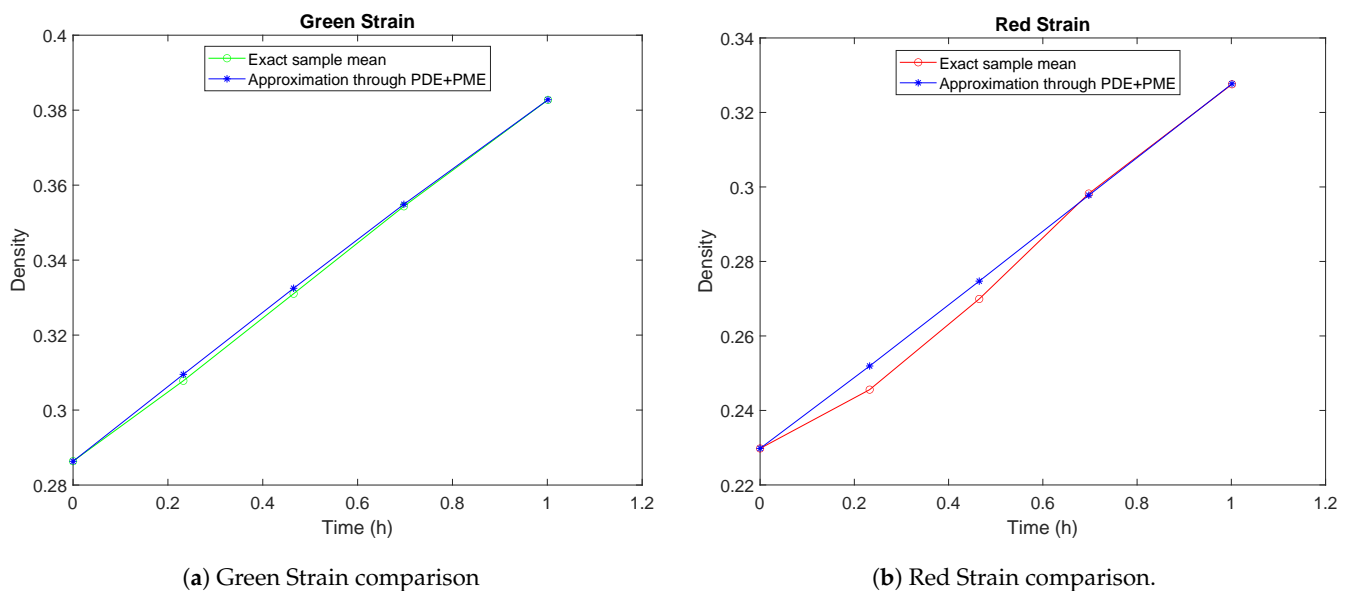 Green Strain
Exact sample mean
Approximation through PDE+PME
0.4
0.38
0.36
0.34
0.32
0.3
0.28
Density
0
0.2
0.4
0.6
0.8
1
1.2
Time (h)
(a) Green Strain comparison
Red Strain
Exact sample mean
Approximation through PDE+PME
0.34
0.32
0.3
0.28
0.26
0.24
0.22
Density
0
0.2
0.4
0.6
0.8
1
1.2
Time (h)
(b) Red Strain comparison.